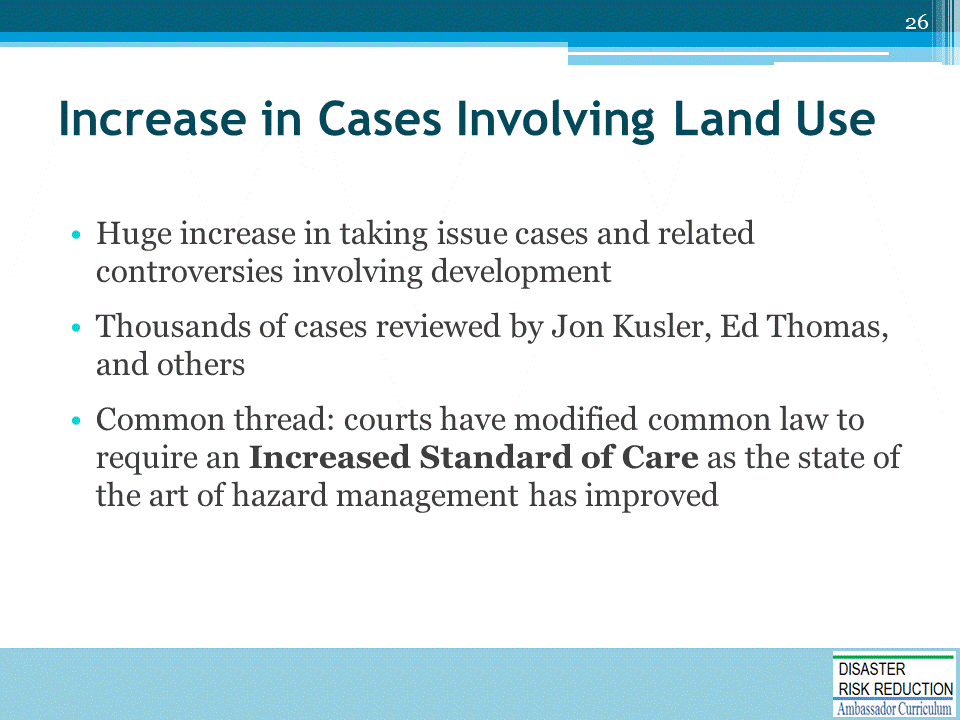 26
Increase in Cases Involving Land Use
• Huge increase in taking issue cases and related
controversies involving development
• Thousands of cases reviewed by Jon Kusler, Ed Thomas,
and others
• Common thread: courts have modified common law to
require an Increased Standard of Care as the state of
the art of hazard management has improved
DISASTER
RISK REDUCTION
Ambassador Curriculum